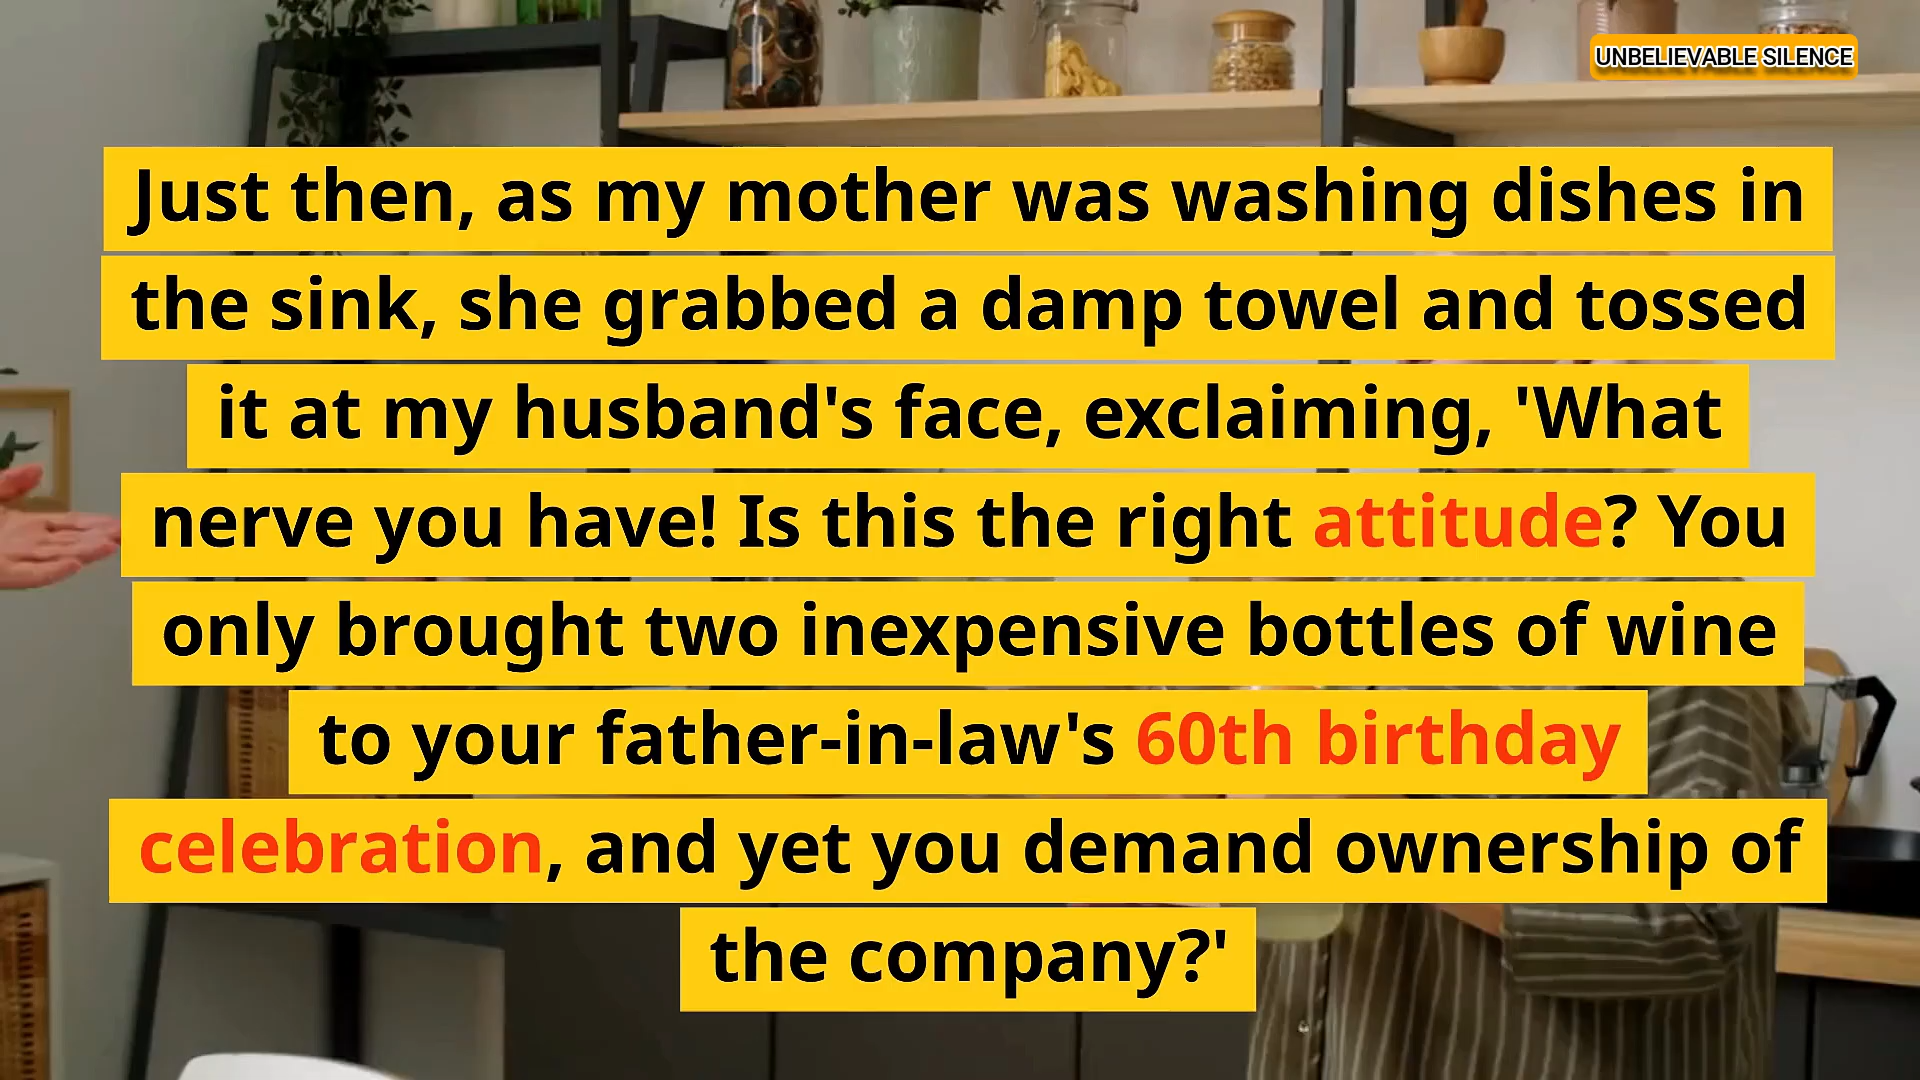 UNBELIEVABLE SILENCE
Just then, as my mother was washing dishes in
the sink, she grabbed a damp towel and tossed
it at my husband's face, exclaiming, 'What
nerve you have! Is this the right attitude? You
only brought two inexpensive bottles of wine
to your father-in-law's 60th birthday
celebration, and yet you demand ownership of
the company?'